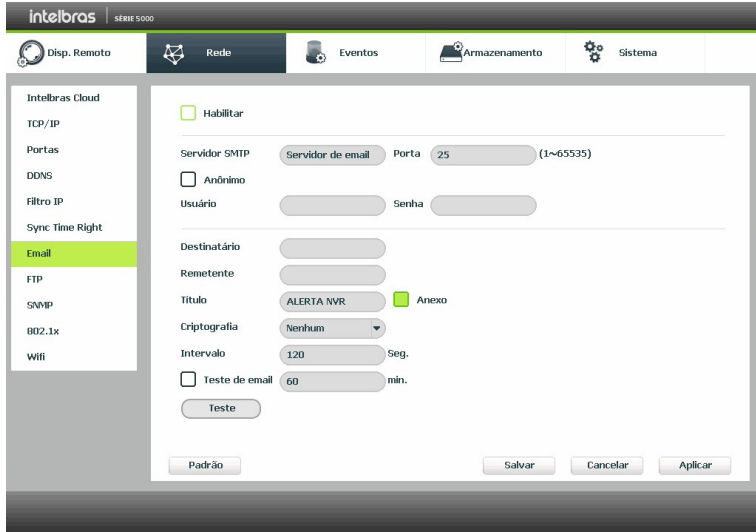 intelbras SÉRIE 5000
Disp. Remoto Rede Eventos Armazenamento Sistema
Intelbras Cloud
TCP/IP
Portas
DDNS
Filtro IP
Sync Time Right
Email
FTP
SNMP
802.1x
Wifi
Habilitar
Servidor SMTP Servidor de email Porta 25 (1~65535)
Anônimo
Usuário Senha
Destinatário
Remetente
Título ALERTA NVR Anexo
Criptografia Nenhum
Intervalo 120 Seg.
Teste de email 60 min.
Teste
Padrão Salvar Cancelar Aplicar